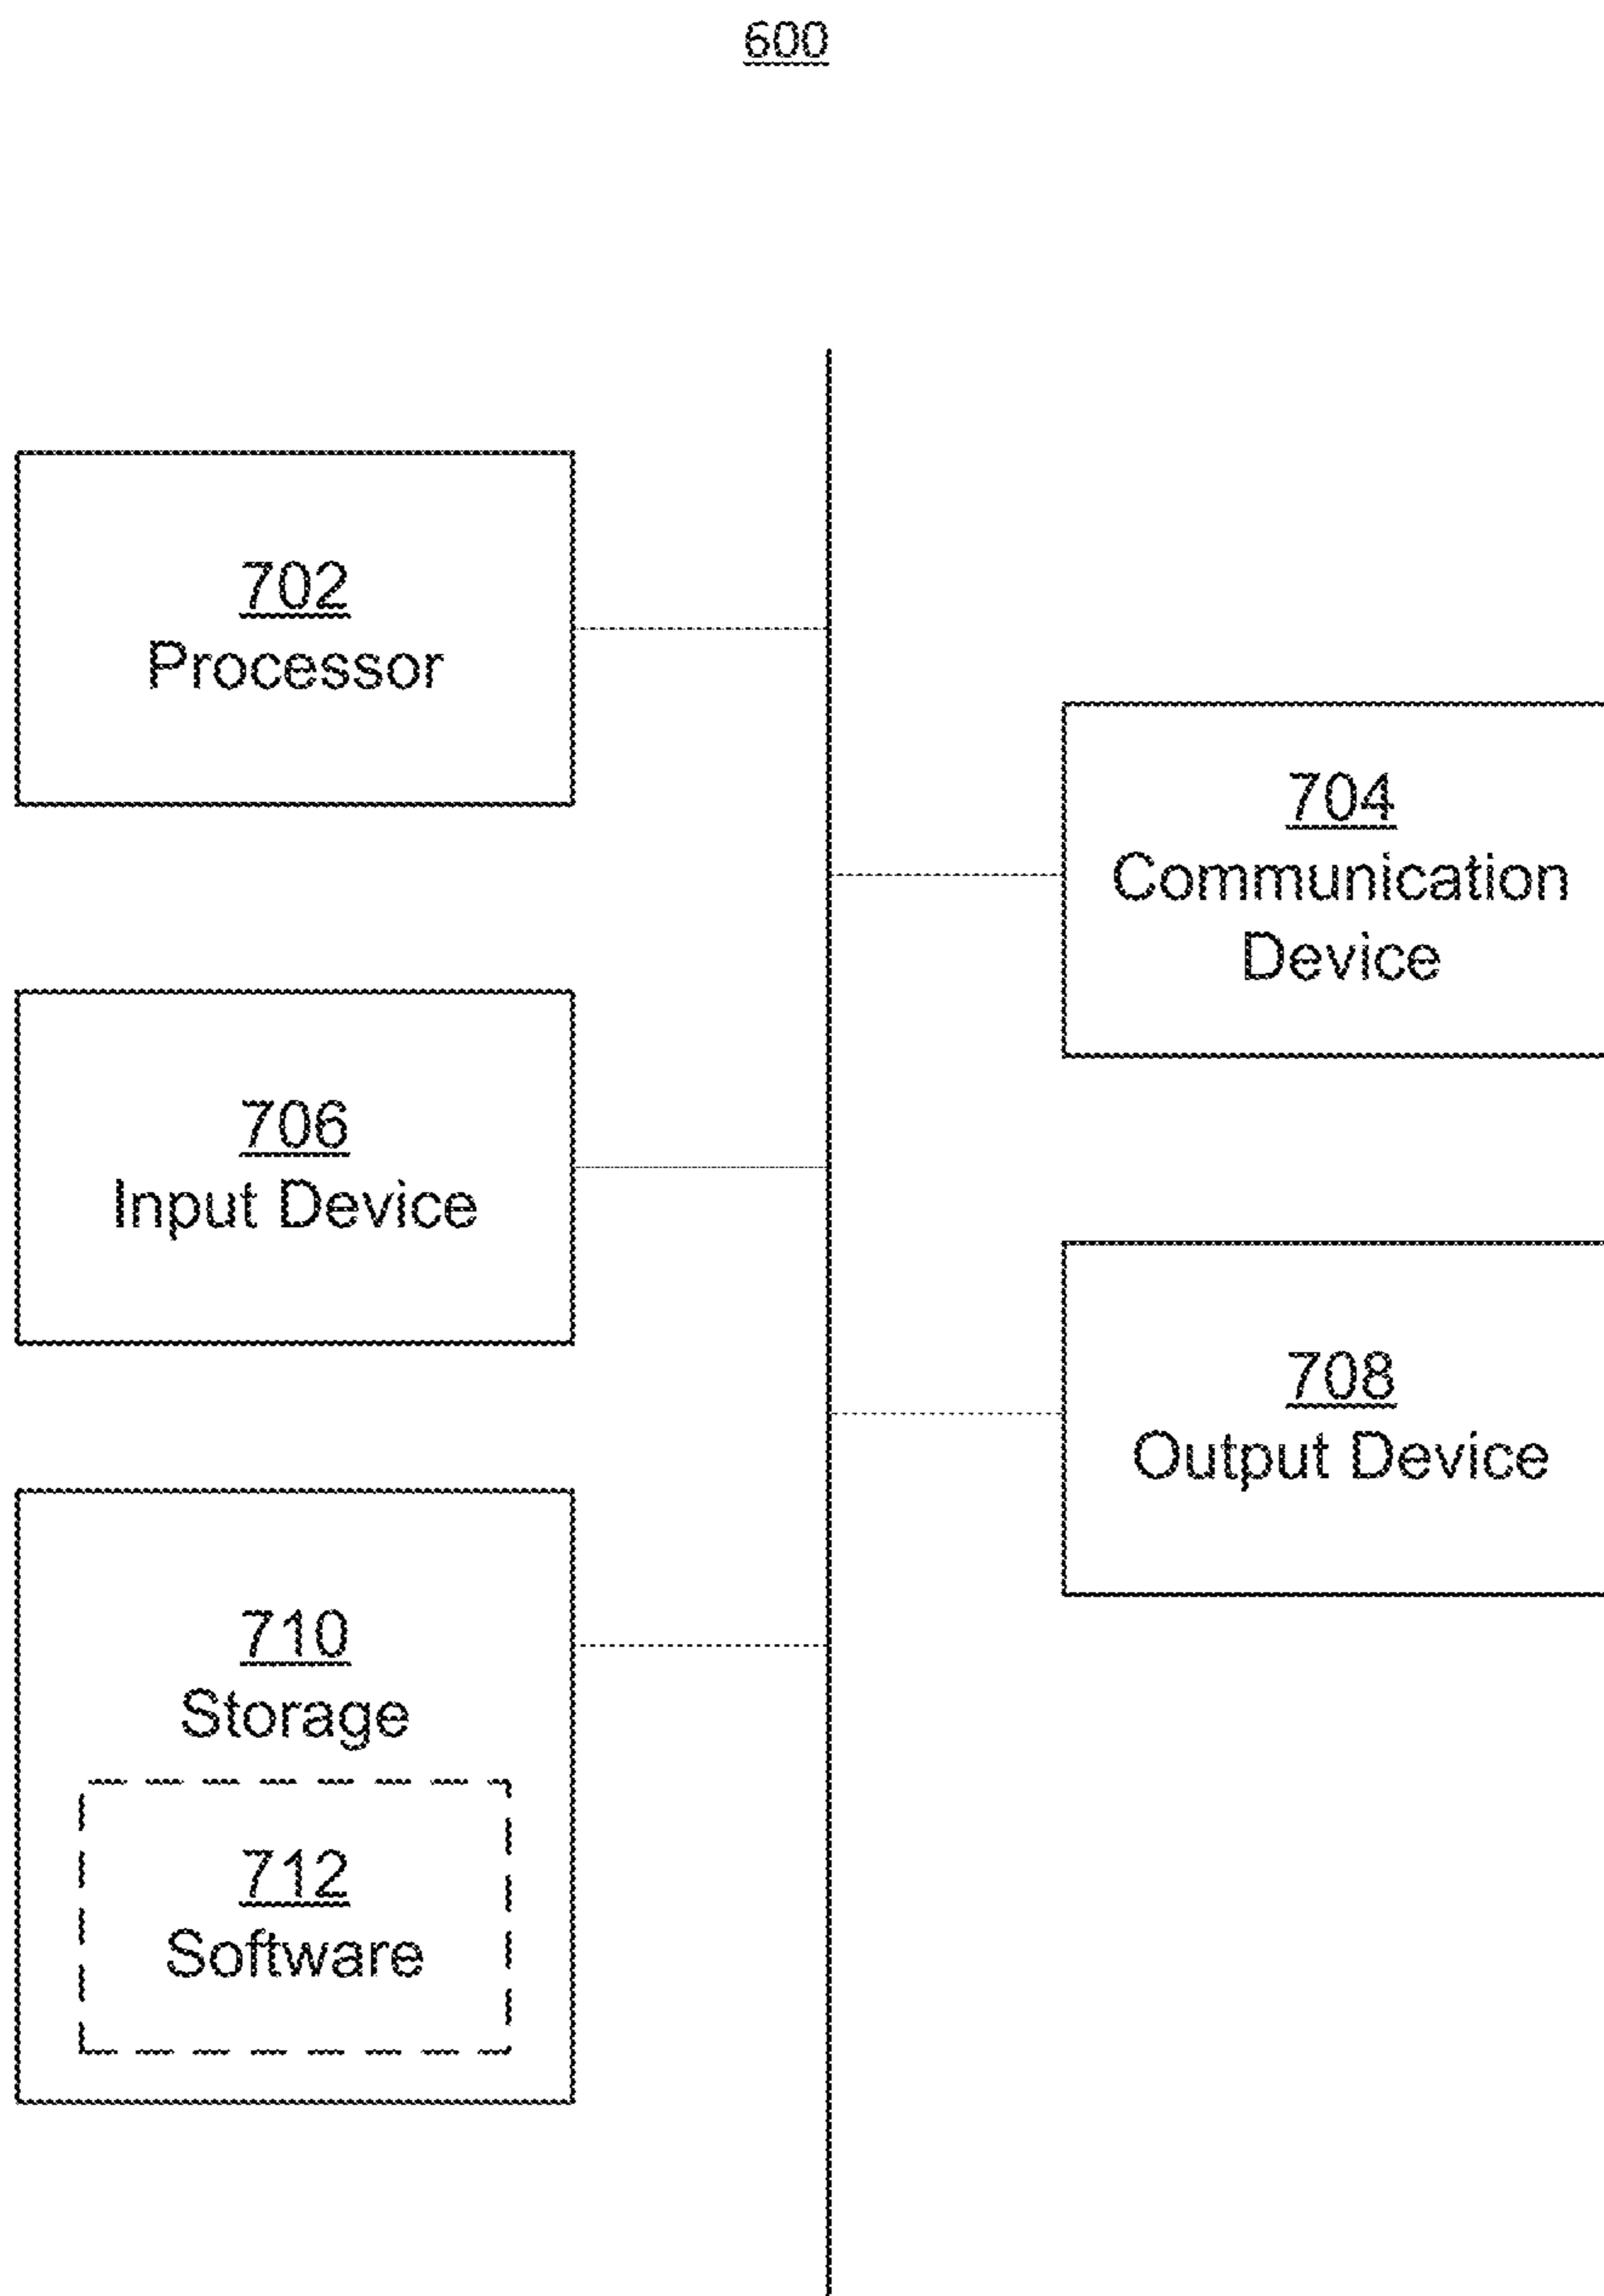 600
702
Processor
704
Communication
Device
706
Input Device
708
Output Device
710
Storage
712
Software